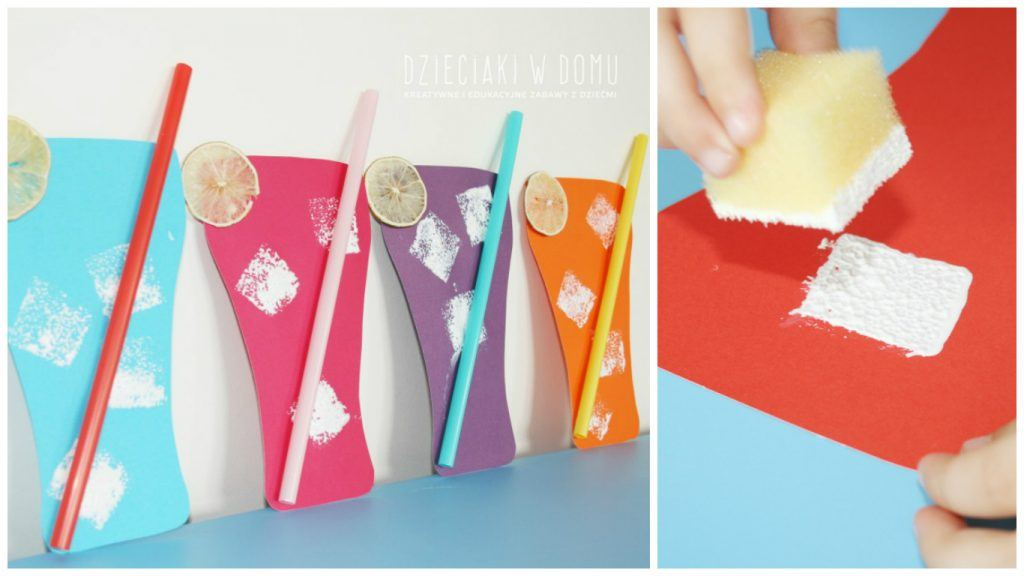 DZIECIAKI W DOMU
KREATYWNE I EDUKACYJNE ZABAWY Z DZIEĆMI